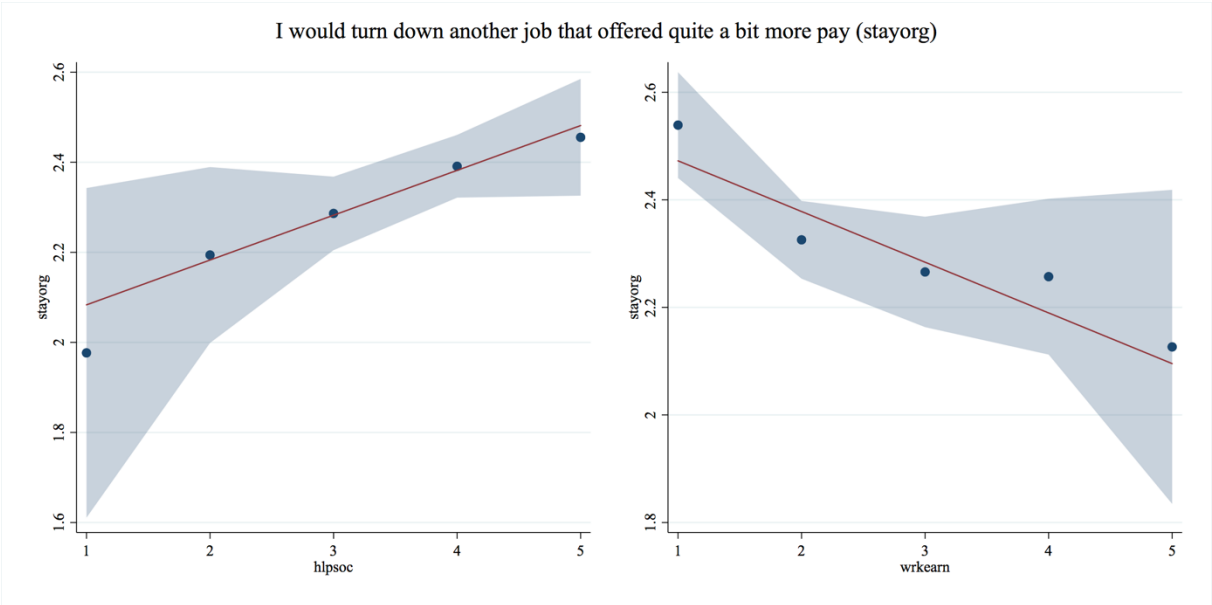 I would turn down another job that offered quite a bit more pay (stayorg)
stayorg
2.6
2.4
2.2
2
1.8
1.6
1 2 3 4 5
hlpsoc
stayorg
2.6
2.4
2.2
2
1.8
1 2 3 4 5
wrkearn